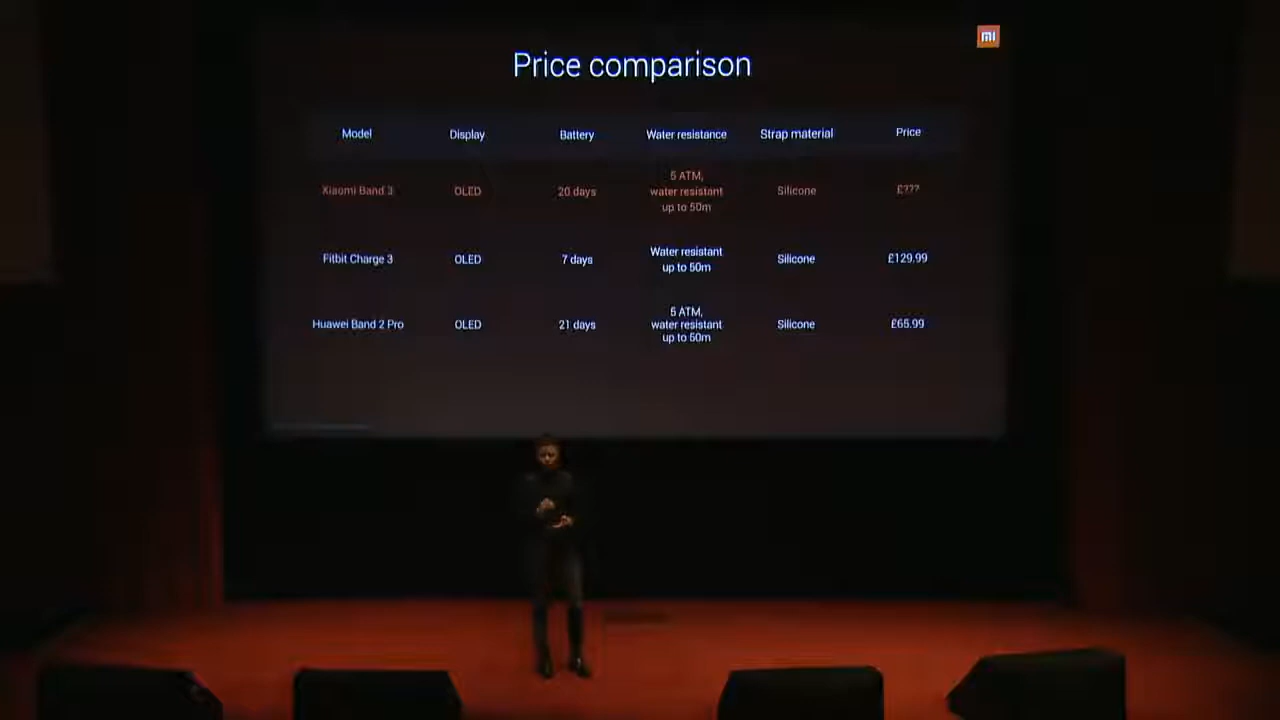 mi
Price comparison
Model Display Battery Water resistance Strap material Price
Xiaomi Band 3 OLED 20 days 5 ATM, water resistant up to 50m Silicone £???
Fitbit Charge 3 OLED 7 days Water resistant up to 50m Silicone £129.99
Huawei Band 2 Pro OLED 21 days 5 ATM, water resistant up to 50m Silicone £65.99